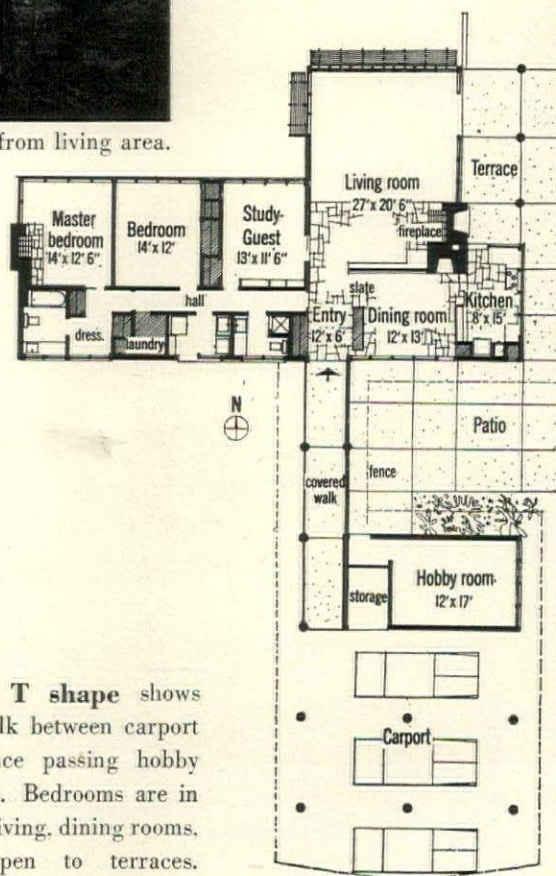 from living area.
Living room
27' x 20' 6"
Terrace
fireplace
Master
bedroom
14' x 12' 6"
Bedroom
14' x 12'
Study-
Guest
13' x 11' 6"
hall
dress.
laundry
slate
Entry
12' x 6'
Dining room
12' x 13'
Kitchen
8' x 15'
N
Patio
covered
walk
fence
Hobby room
12' x 17'
storage
Carport
T shape shows
lk between carport
nce passing hobby
. Bedrooms are in
iving, dining rooms,
pen to terraces.